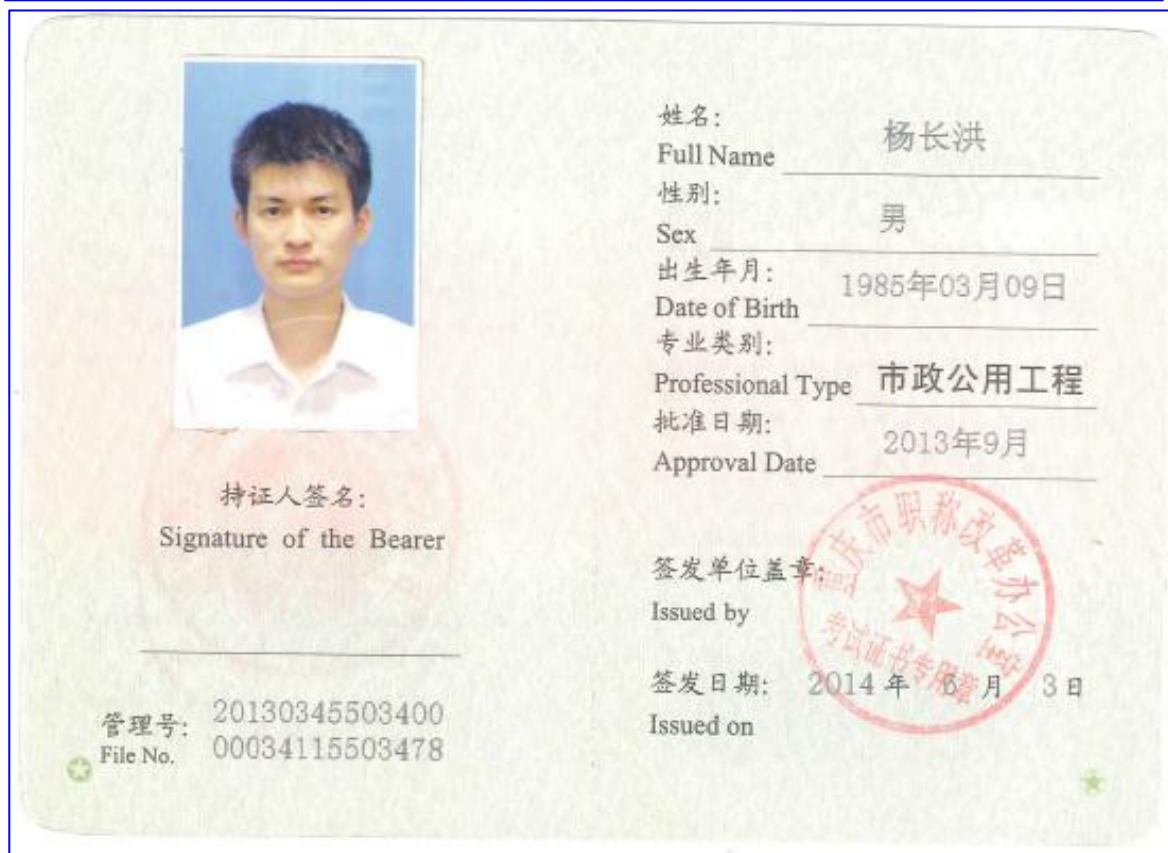 姓名:
杨长洪
Full Name
性别:
男
Sex
出生年月:
1985年03月09日
Date of Birth
专业类别:
Professional Type 市政公用工程
批准日期:
2013年9月
Approval Date
持证人签名:
Signature of the Bearer
签发单位盖章:
Issued by
重庆市职称改革办公室
考试证书专用章
签发日期: 2014 年 6 月 3 日
Issued on
管理号: 20130345503400
File No. 00034115503478